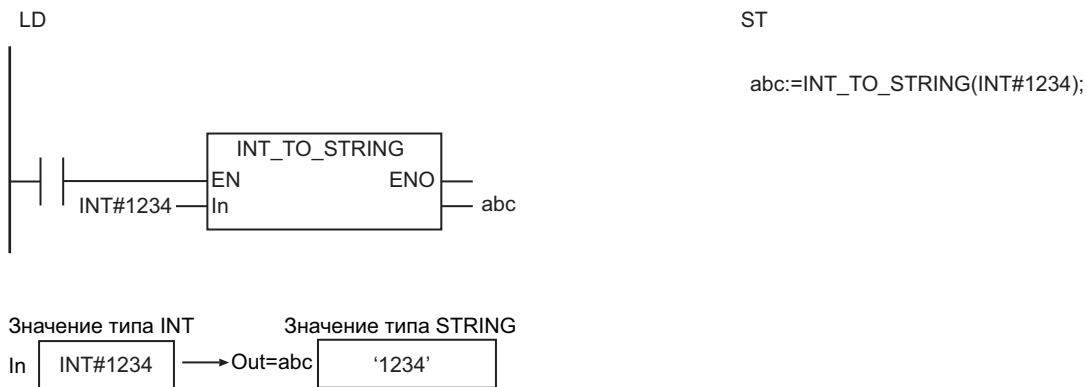 LD
ST
abc:=INT_TO_STRING(INT#1234);
INT_TO_STRING
EN ENO
INT#1234 In abc
Значение типа INT Значение типа STRING
In INT#1234 Out=abc ‘1234’